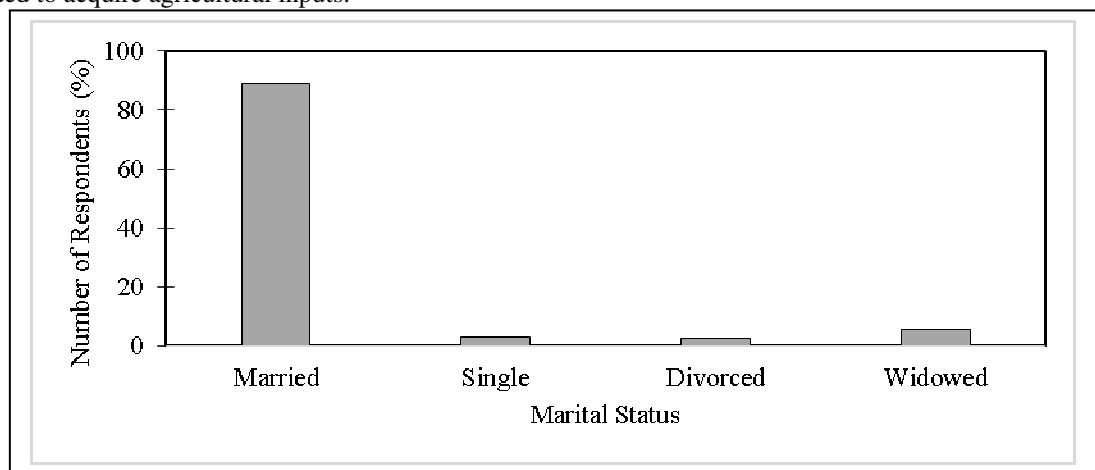 to acquire agricultural inputs.
100
80
60
40
20
0
Number of Respondents (%)
Married Single Divorced Widowed
Marital Status